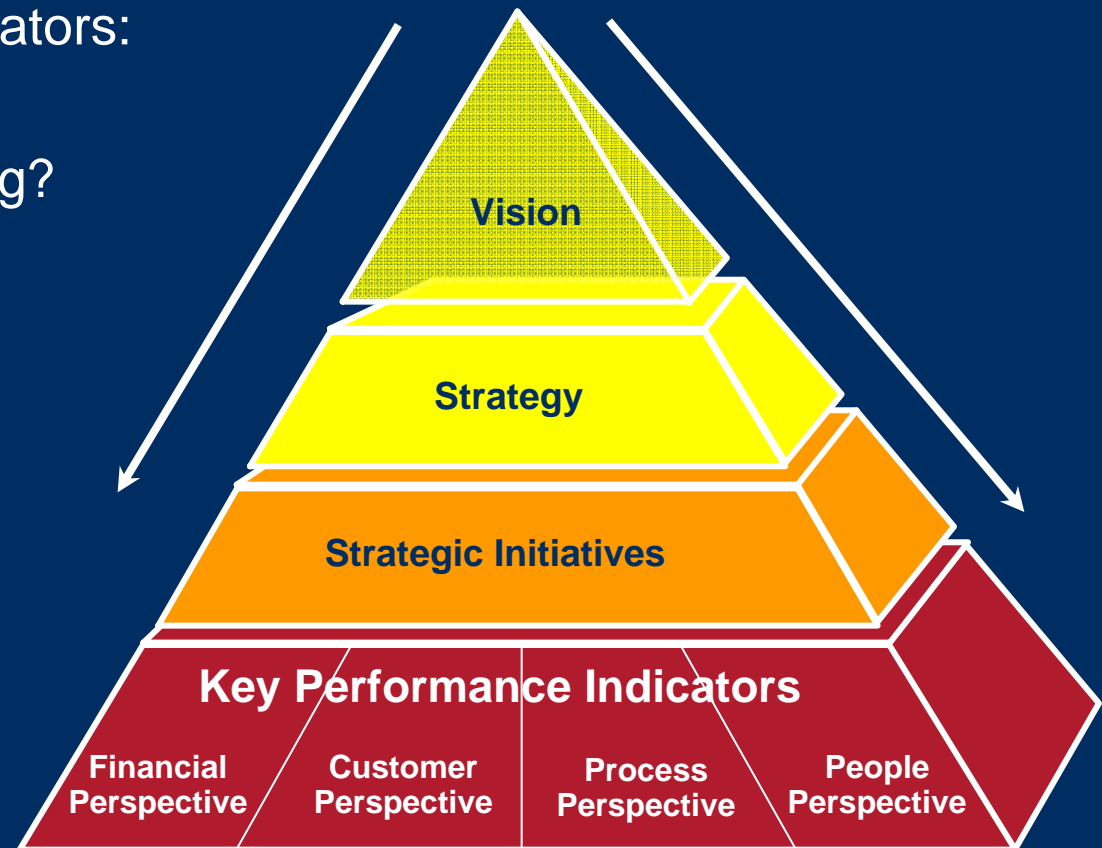 ators:
g?
Vision
Strategy
Strategic Initiatives
Key Performance Indicators
Financial
Perspective
Customer
Perspective
Process
Perspective
People
Perspective